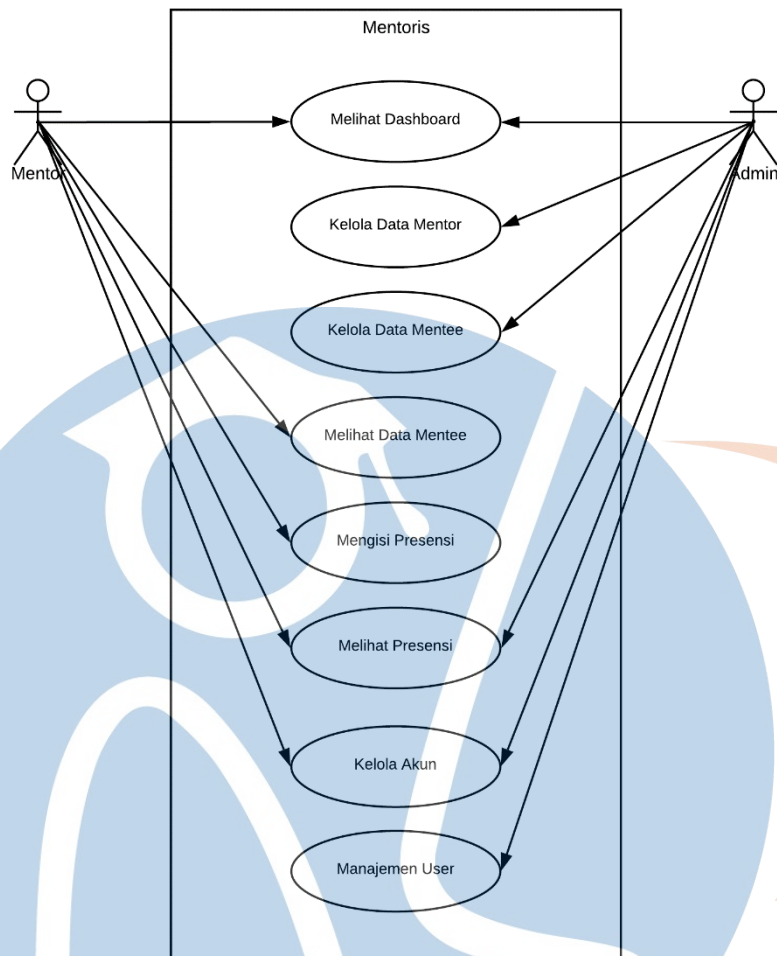 Mentoris
Melihat Dashboard
Mentor
Admin
Kelola Data Mentor
Kelola Data Mentee
Melihat Data Mentee
Mengisi Presensi
Melihat Presensi
Kelola Akun
Manajemen User